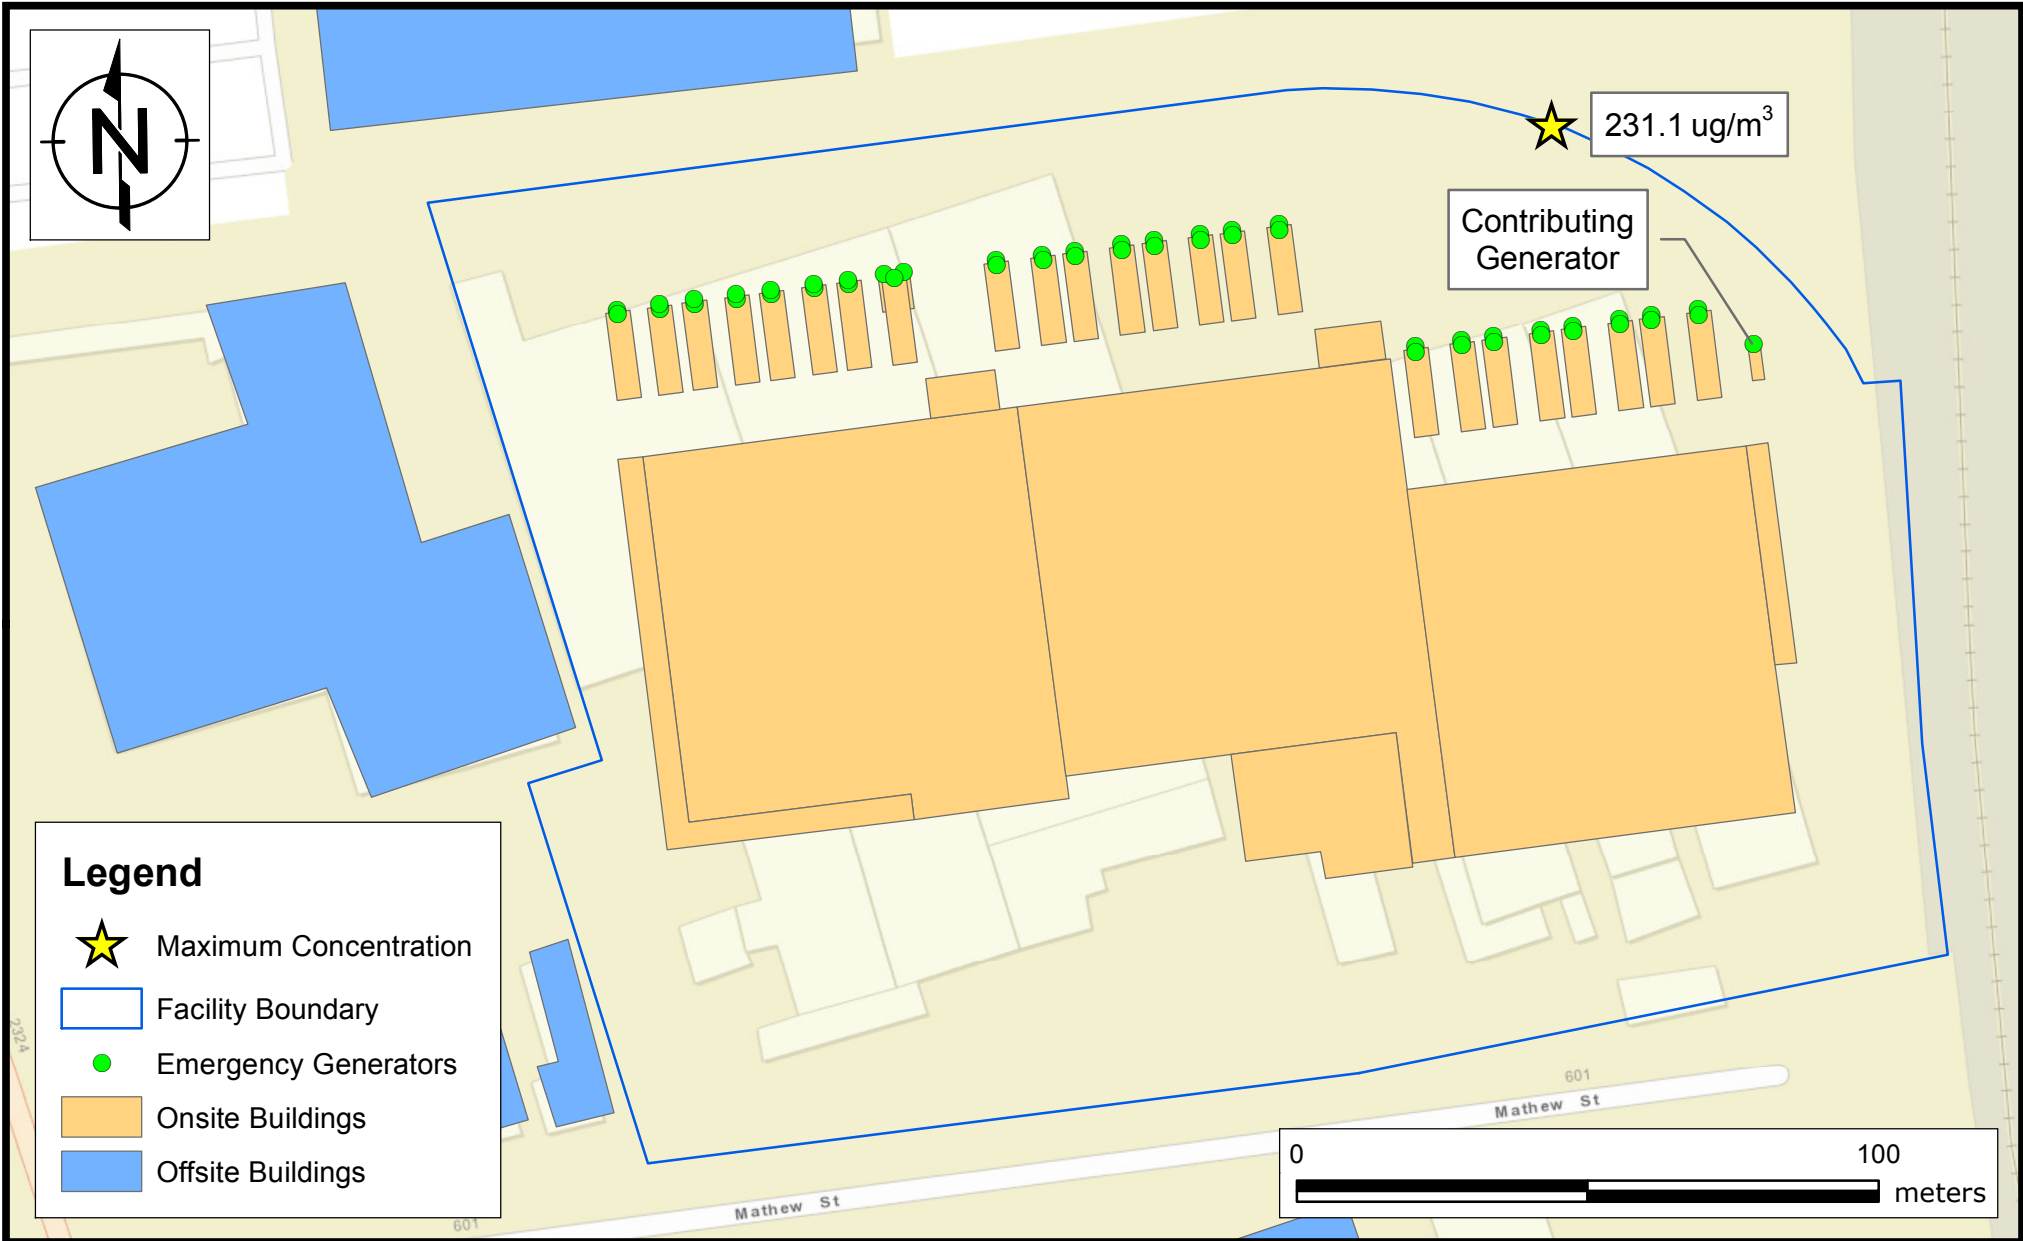 N
231.1 ug/m³
Contributing
Generator
Legend
Maximum Concentration
Facility Boundary
Emergency Generators
Onsite Buildings
Offsite Buildings
2324
601
Mathew St
601
Mathew St
0 100
meters